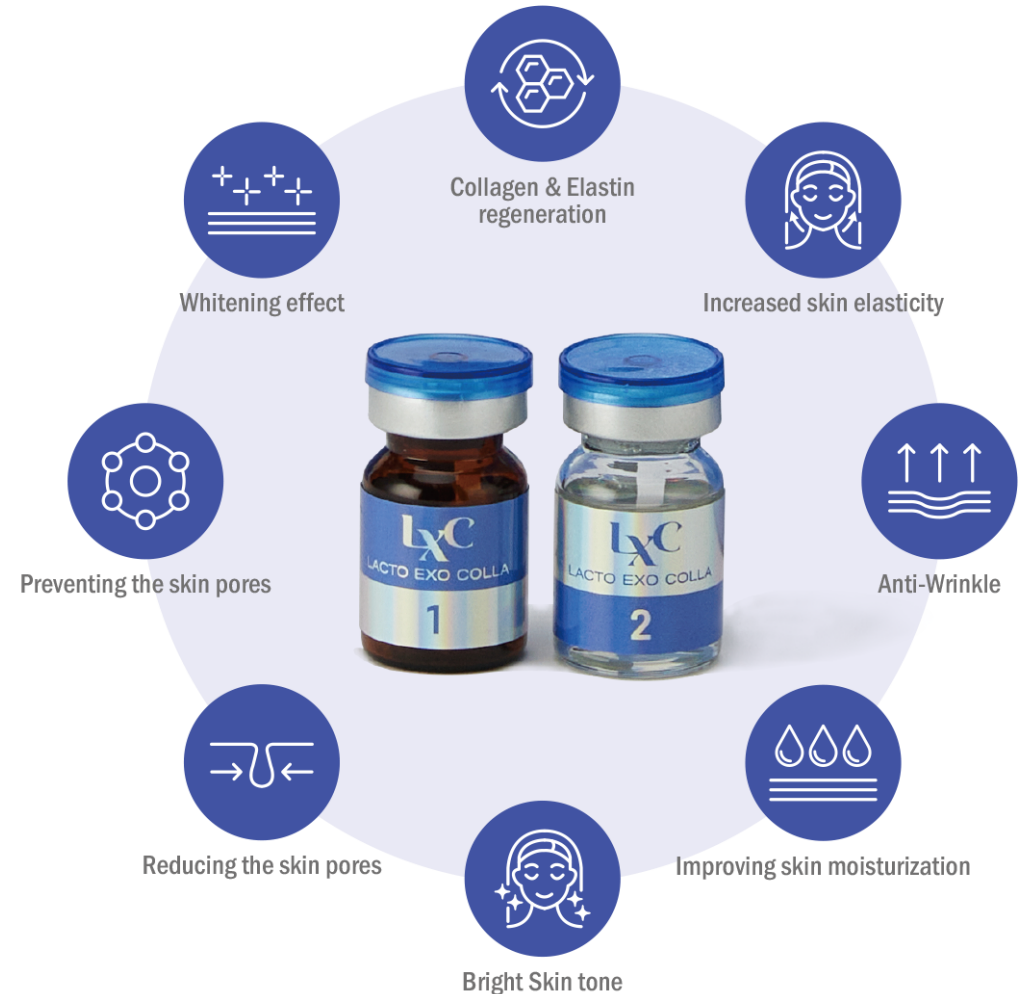 Collagen & Elastin
regeneration
Whitening effect
Increased skin elasticity
LXC
LACTO EXO COLLA
1
LXC
LACTO EXO COLLA
2
Preventing the skin pores
Anti-Wrinkle
Reducing the skin pores
Improving skin moisturization
Bright Skin tone